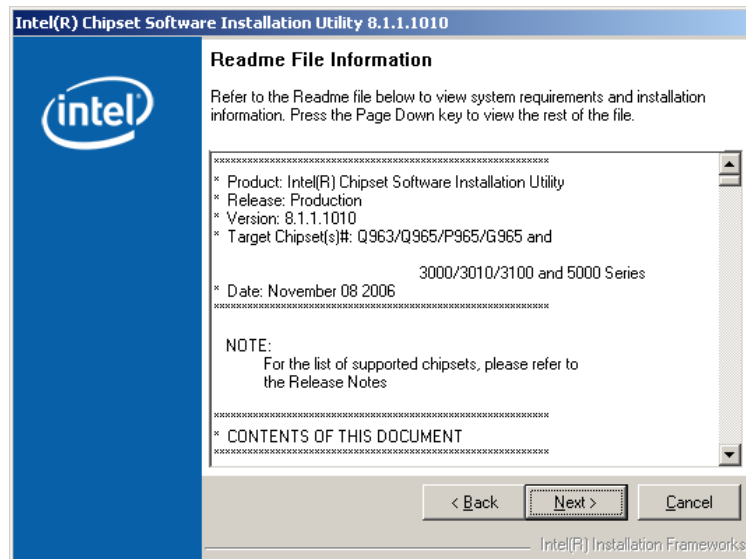 Intel(R) Chipset Software Installation Utility 8.1.1.1010
intel
Readme File Information
Refer to the Readme file below to view system requirements and installation
information. Press the Page Down key to view the rest of the file.
************************************************************
* Product: Intel(R) Chipset Software Installation Utility
* Release: Production
* Version: 8.1.1.1010
* Target Chipset(s)#: Q963/Q965/P965/G965 and
3000/3010/3100 and 5000 Series
* Date: November 08 2006
************************************************************
NOTE:
For the list of supported chipsets, please refer to
the Release Notes
************************************************************
* CONTENTS OF THIS DOCUMENT
************************************************************
< Back
Next >
Cancel
Intel(R) Installation Frameworks